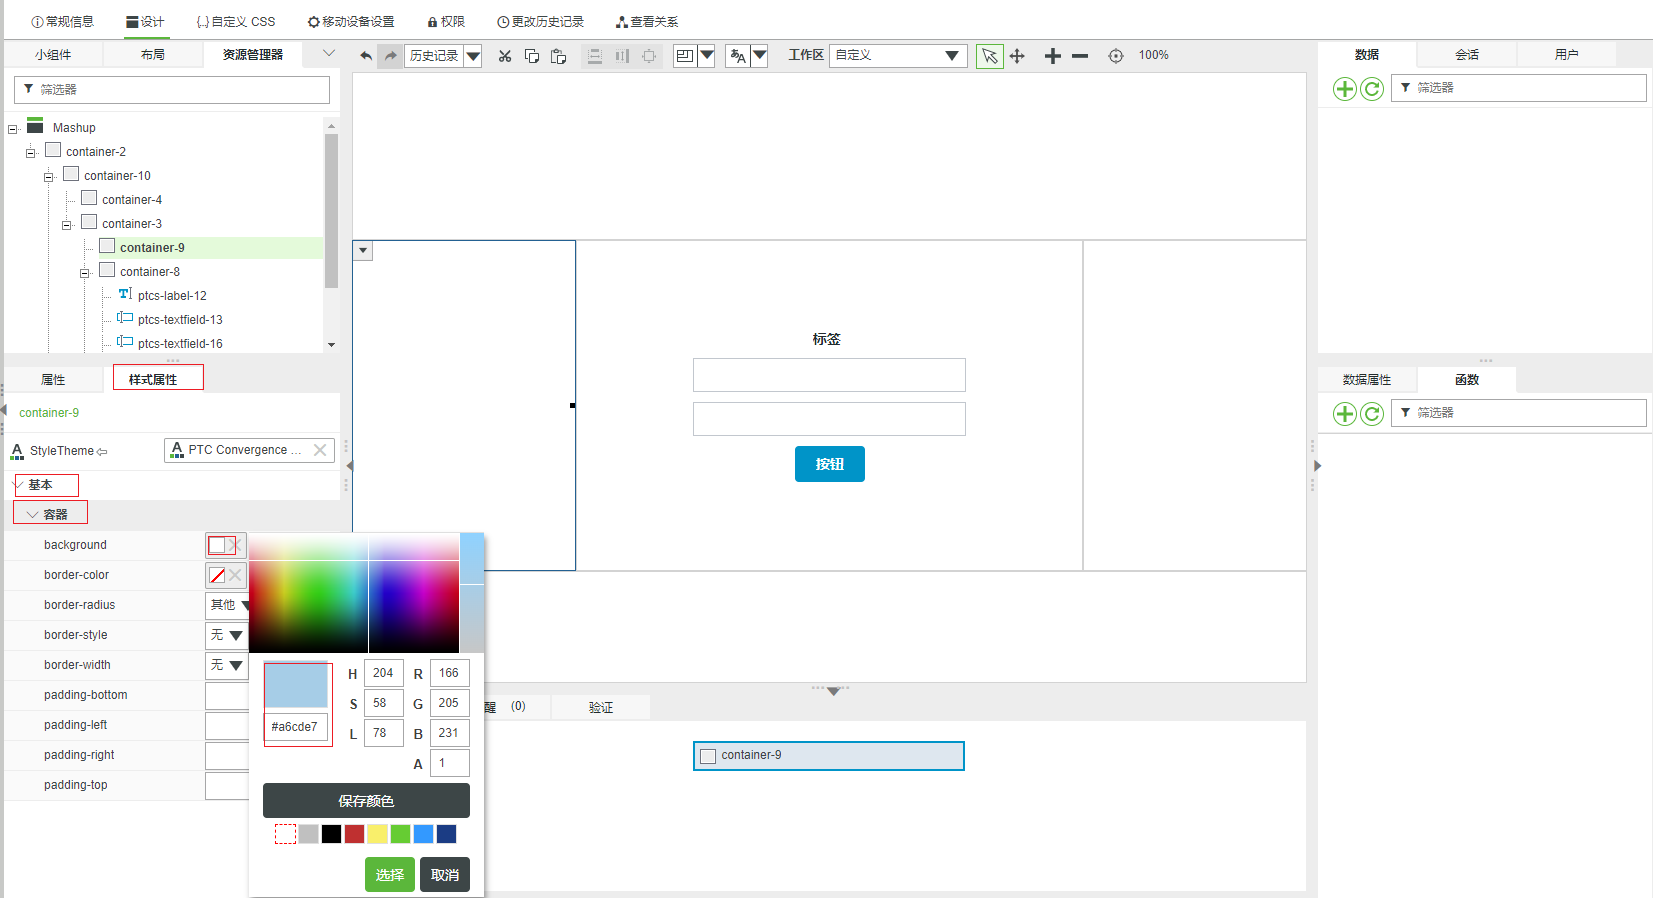 常规信息 设计 {..}自定义 CSS 移动设备设置 权限 更改历史记录 查看关系
小组件 布局 资源管理器
历史记录 工作区 自定义 100%
数据 会话 用户
筛选器
筛选器
Mashup
container-2
container-10
container-4
container-3
container-9
container-8
ptcs-label-12
ptcs-textfield-13
ptcs-textfield-16
标签
按钮
属性 样式属性
数据属性 函数
筛选器
container-9
StyleTheme PTC Convergence ...
基本
容器
background
border-color
border-radius 其他
border-style 无
border-width 无
padding-bottom
padding-left
padding-right
padding-top
#a6cde7
H 204 R 166
S 58 G 205
L 78 B 231
A 1
保存颜色
选择 取消
醒 (0) 验证
container-9